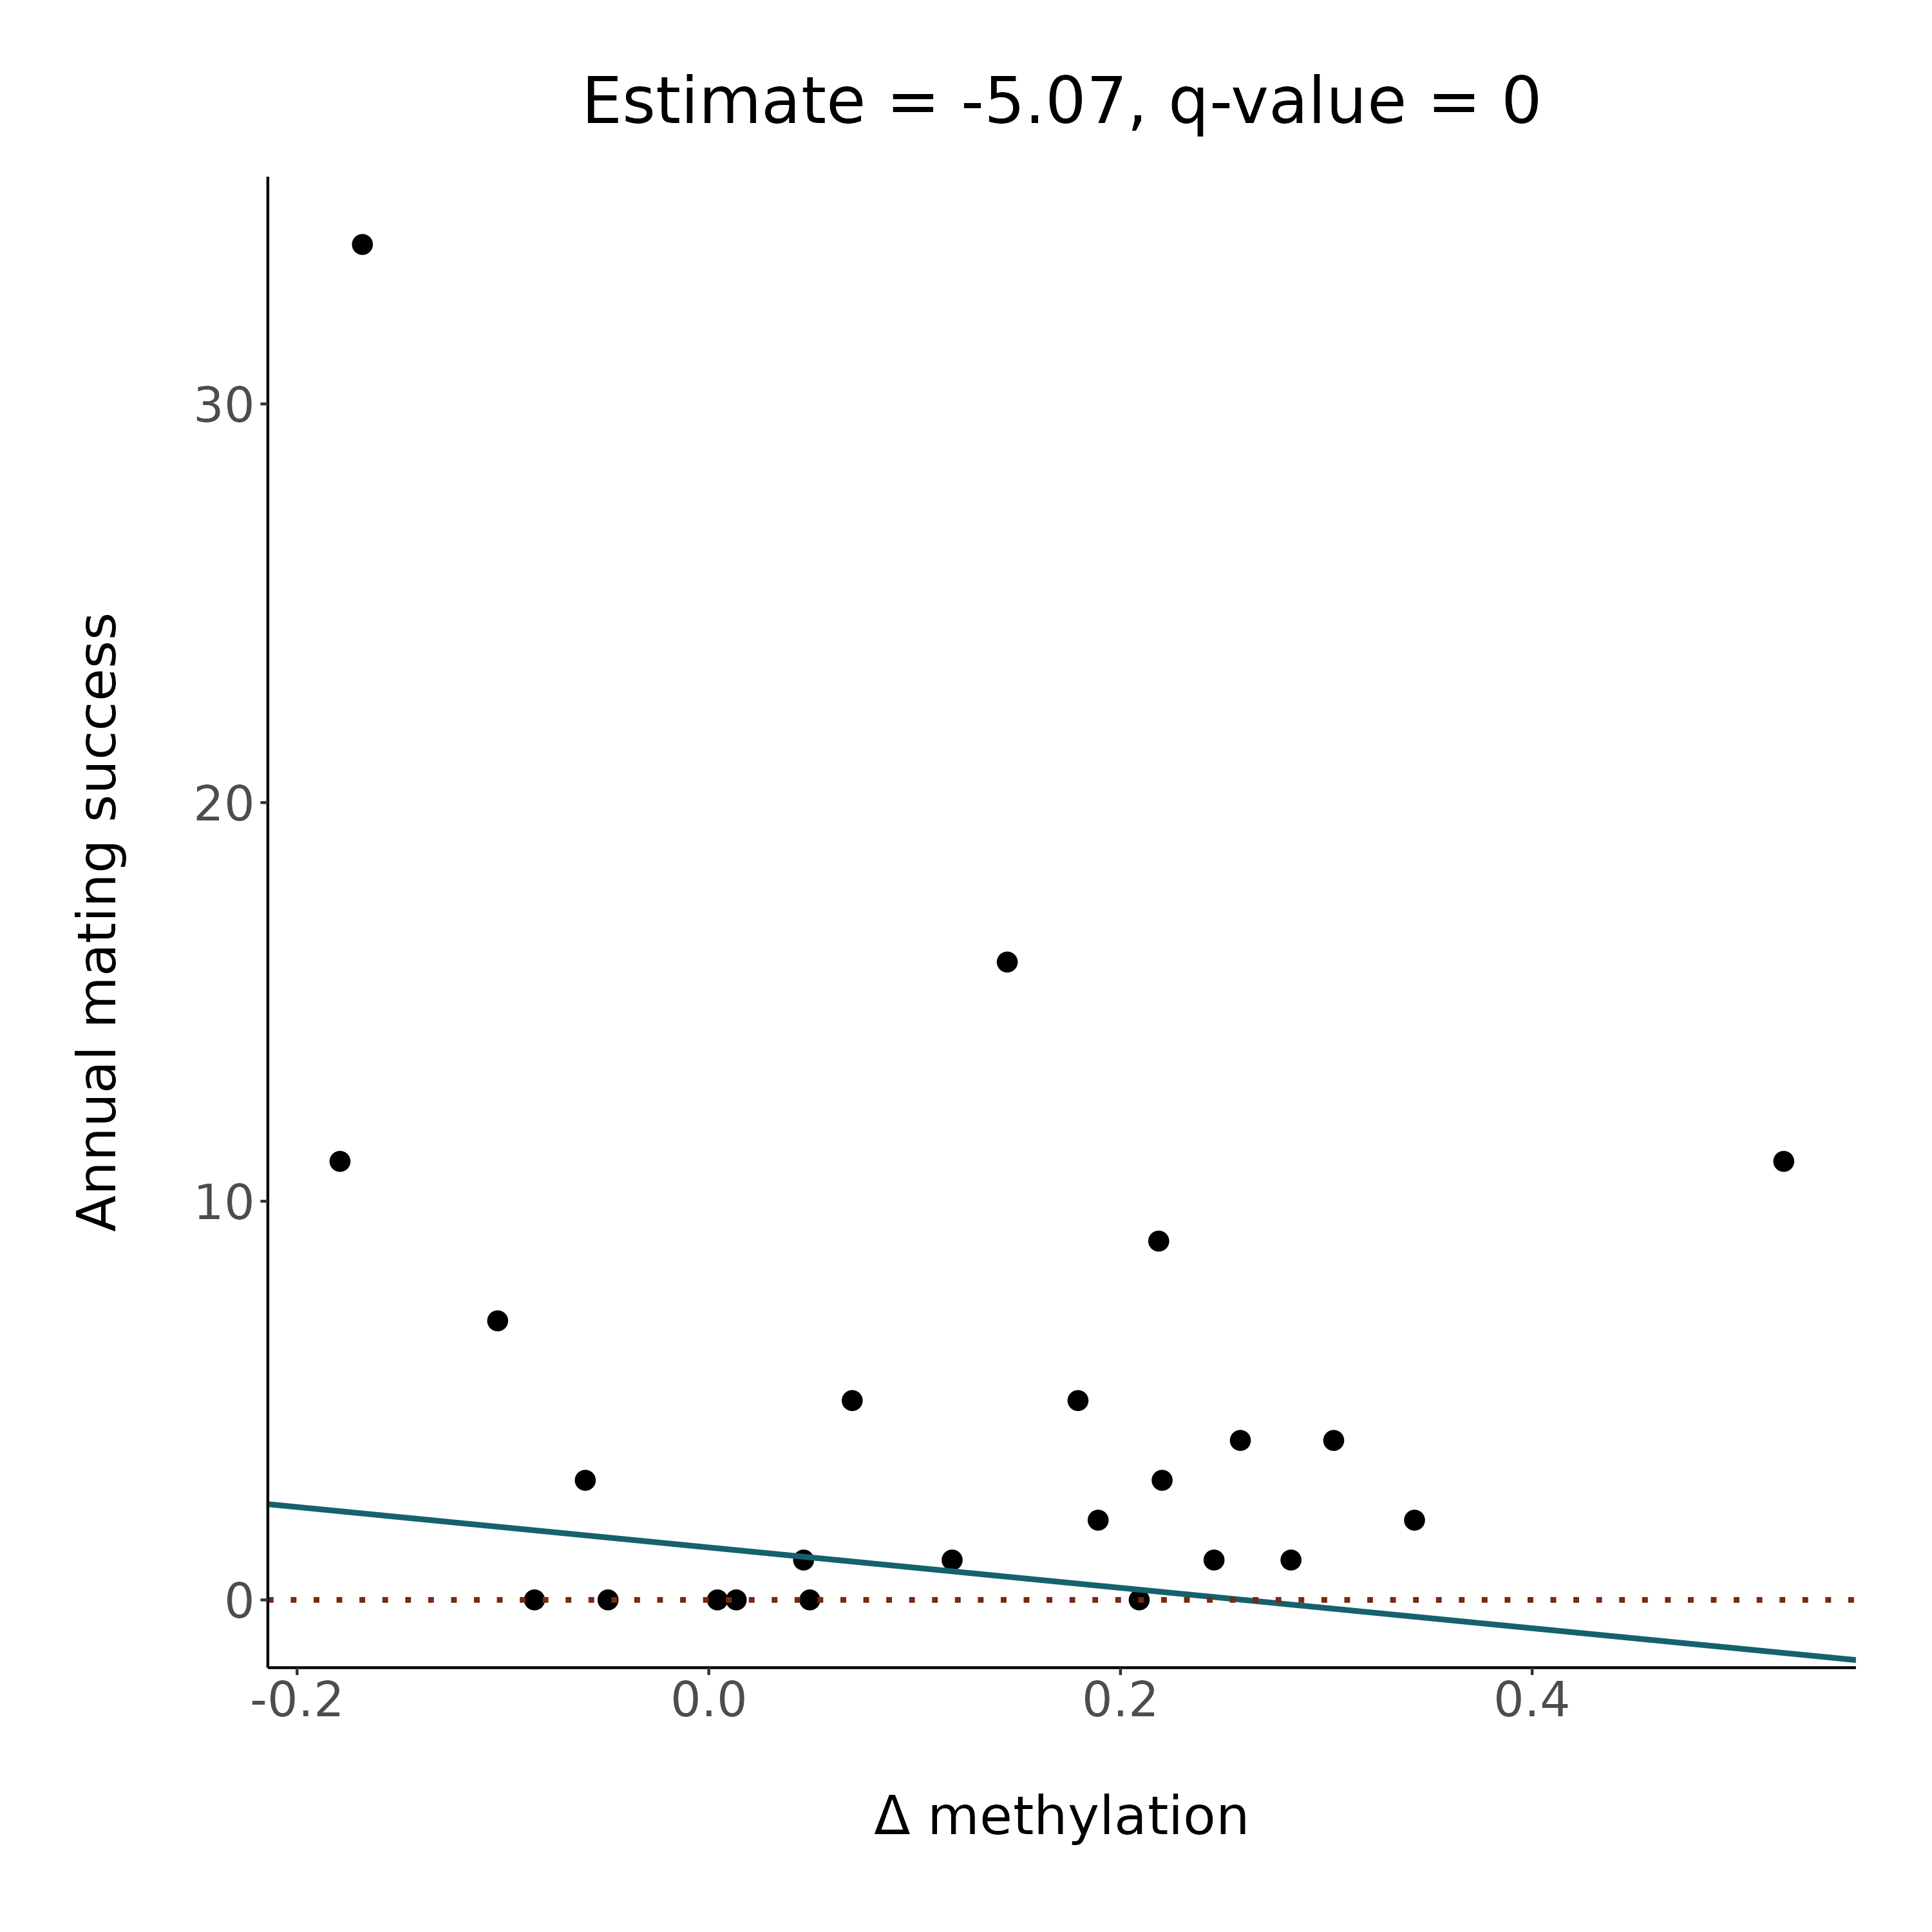 Estimate = -5.07, q-value = 0
Annual mating success
30
20
10
0
-0.2
0.0
0.2
0.4
Δ methylation